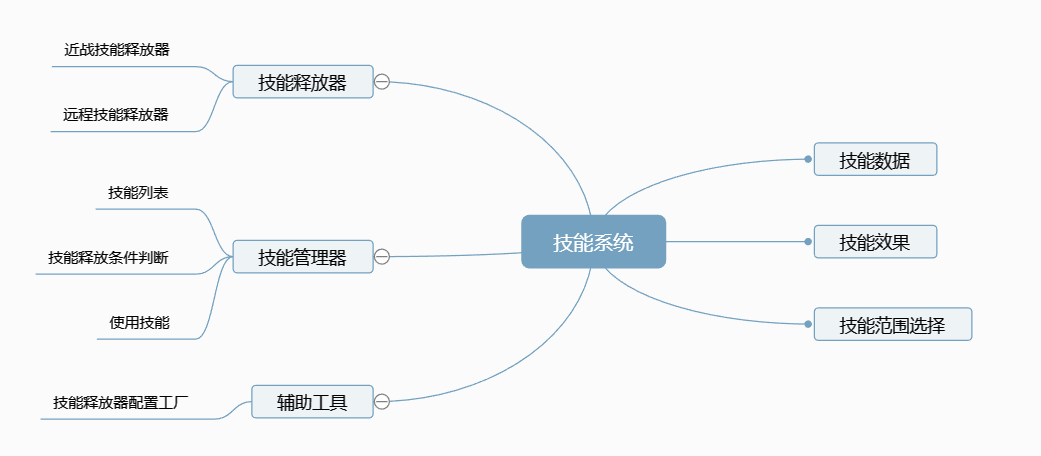 近战技能释放器
技能释放器
远程技能释放器
技能列表
技能释放条件判断
技能管理器
使用技能
技能释放器配置工厂
辅助工具
技能系统
技能数据
技能效果
技能范围选择